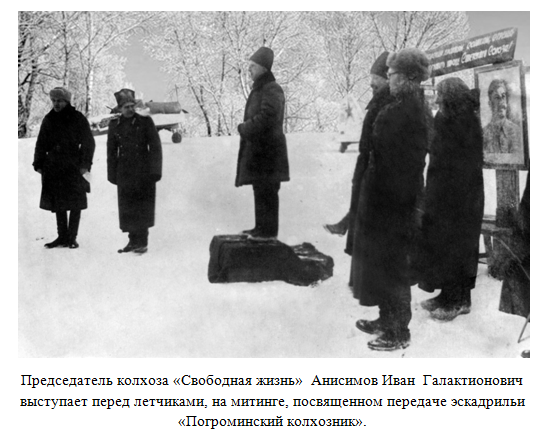 Председатель колхоза «Свободная жизнь» Анисимов Иван Галактионович
выступает перед летчиками, на митинге, посвященном передаче эскадрильи
«Погроминский колхозник».